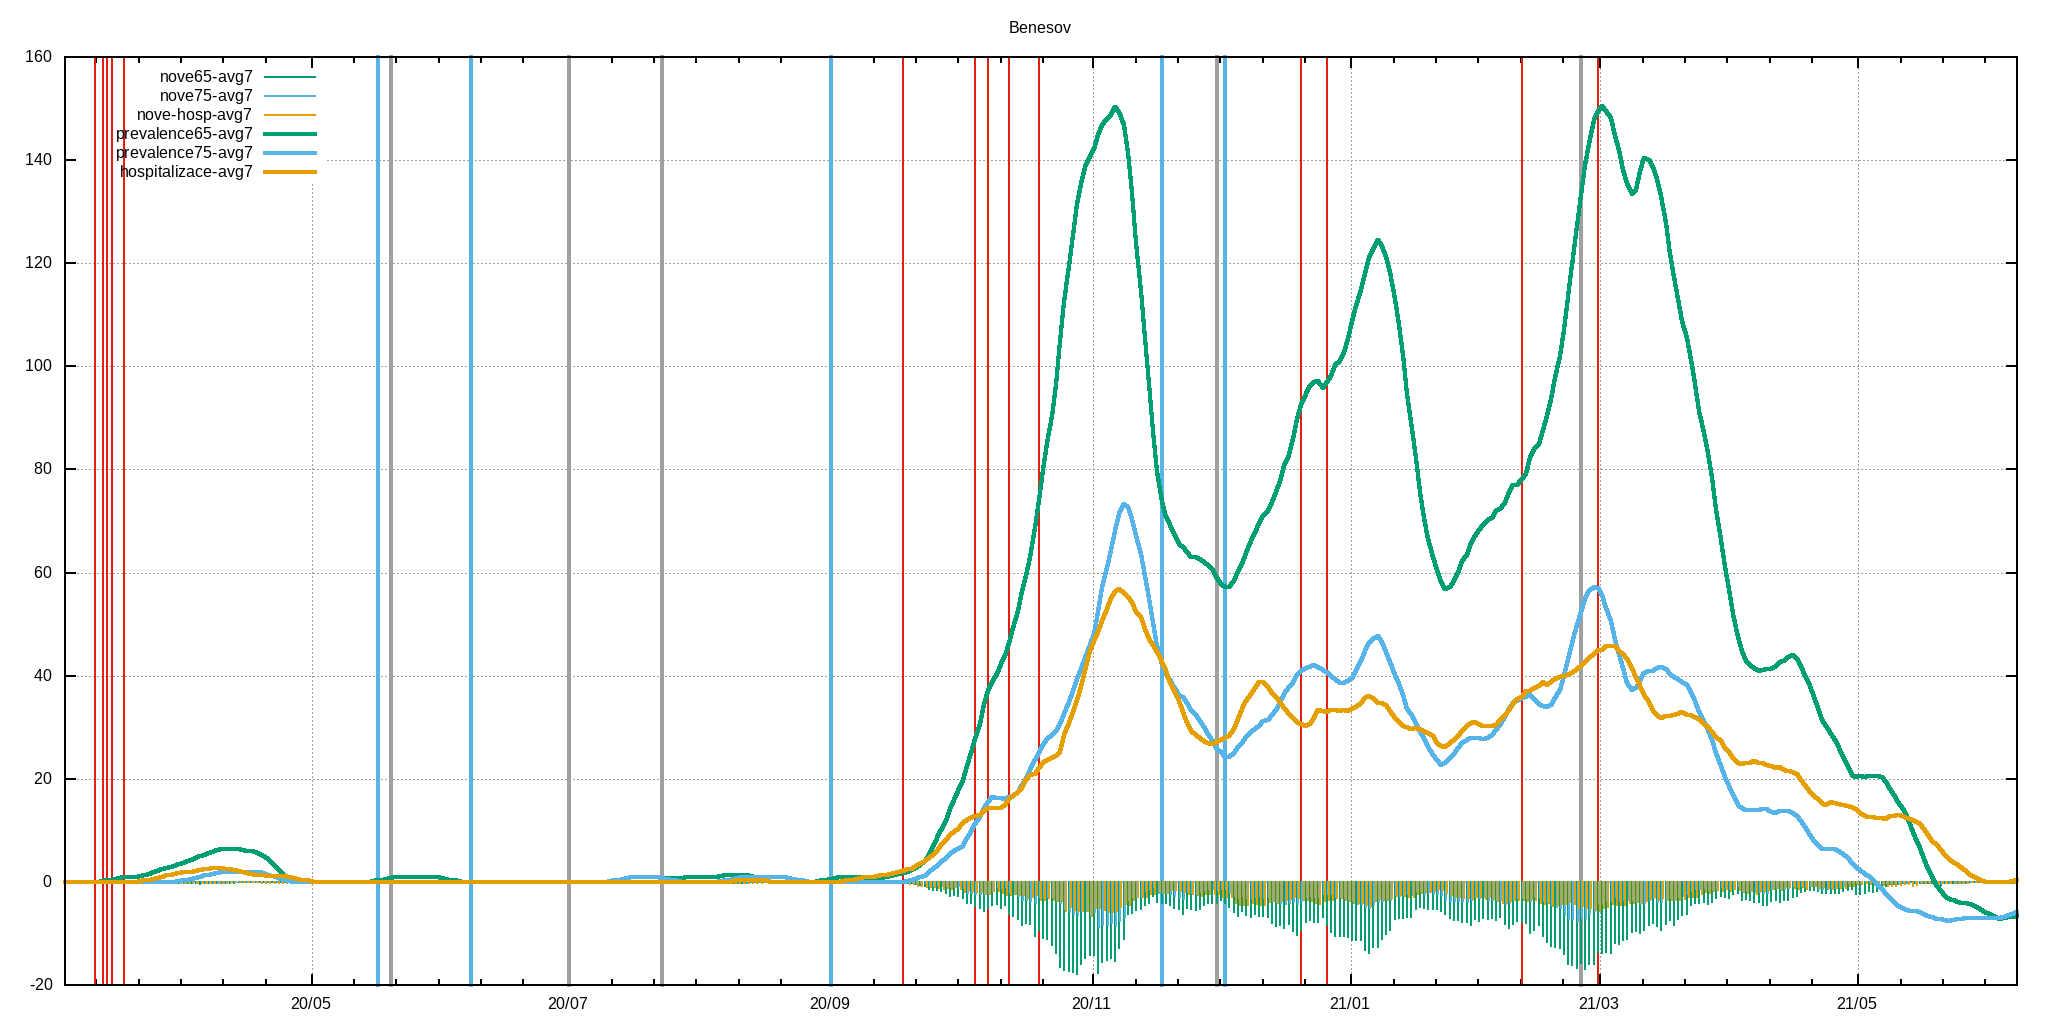 Benesov
160
nove65-avg7
nove75-avg7
nove-hosp-avg7
prevalence65-avg7
prevalence75-avg7
hospitalizace-avg7
140
120
100
80
60
40
20
0
-20
20/05
20/07
20/09
20/11
21/01
21/03
21/05